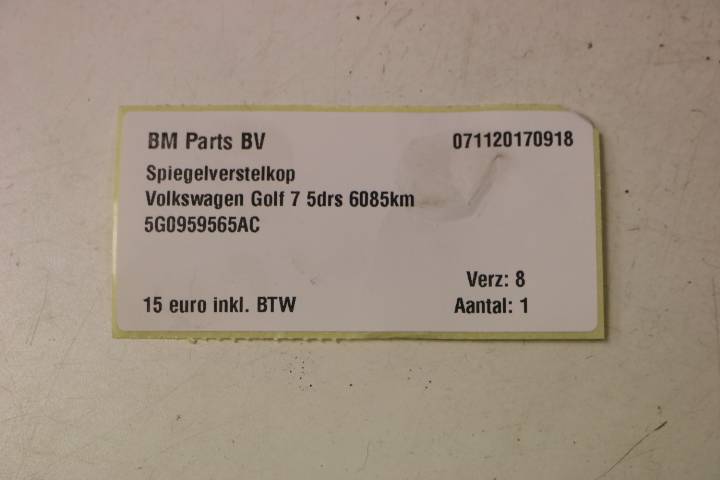 BM Parts BV 071120170918
Spiegelverstelkop
Volkswagen Golf 7 5drs 6085km
5G0959565AC
Verz: 8
15 euro inkl. BTW Aantal: 1